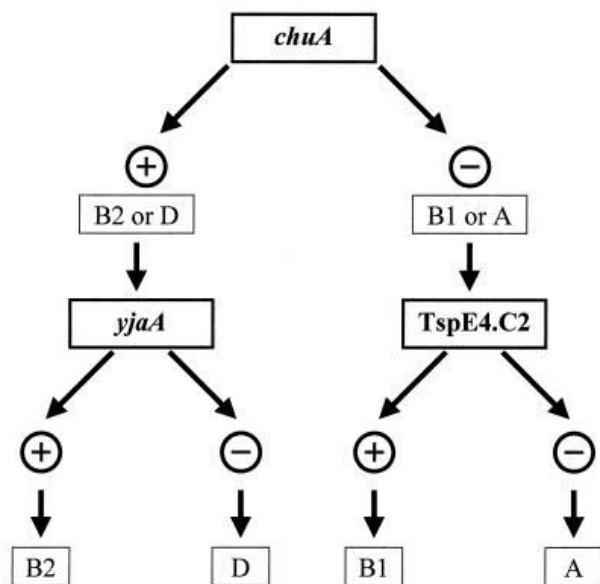 chuA
+
−
B2 or D
B1 or A
yjaA
TspE4.C2
+
−
+
−
B2
D
B1
A